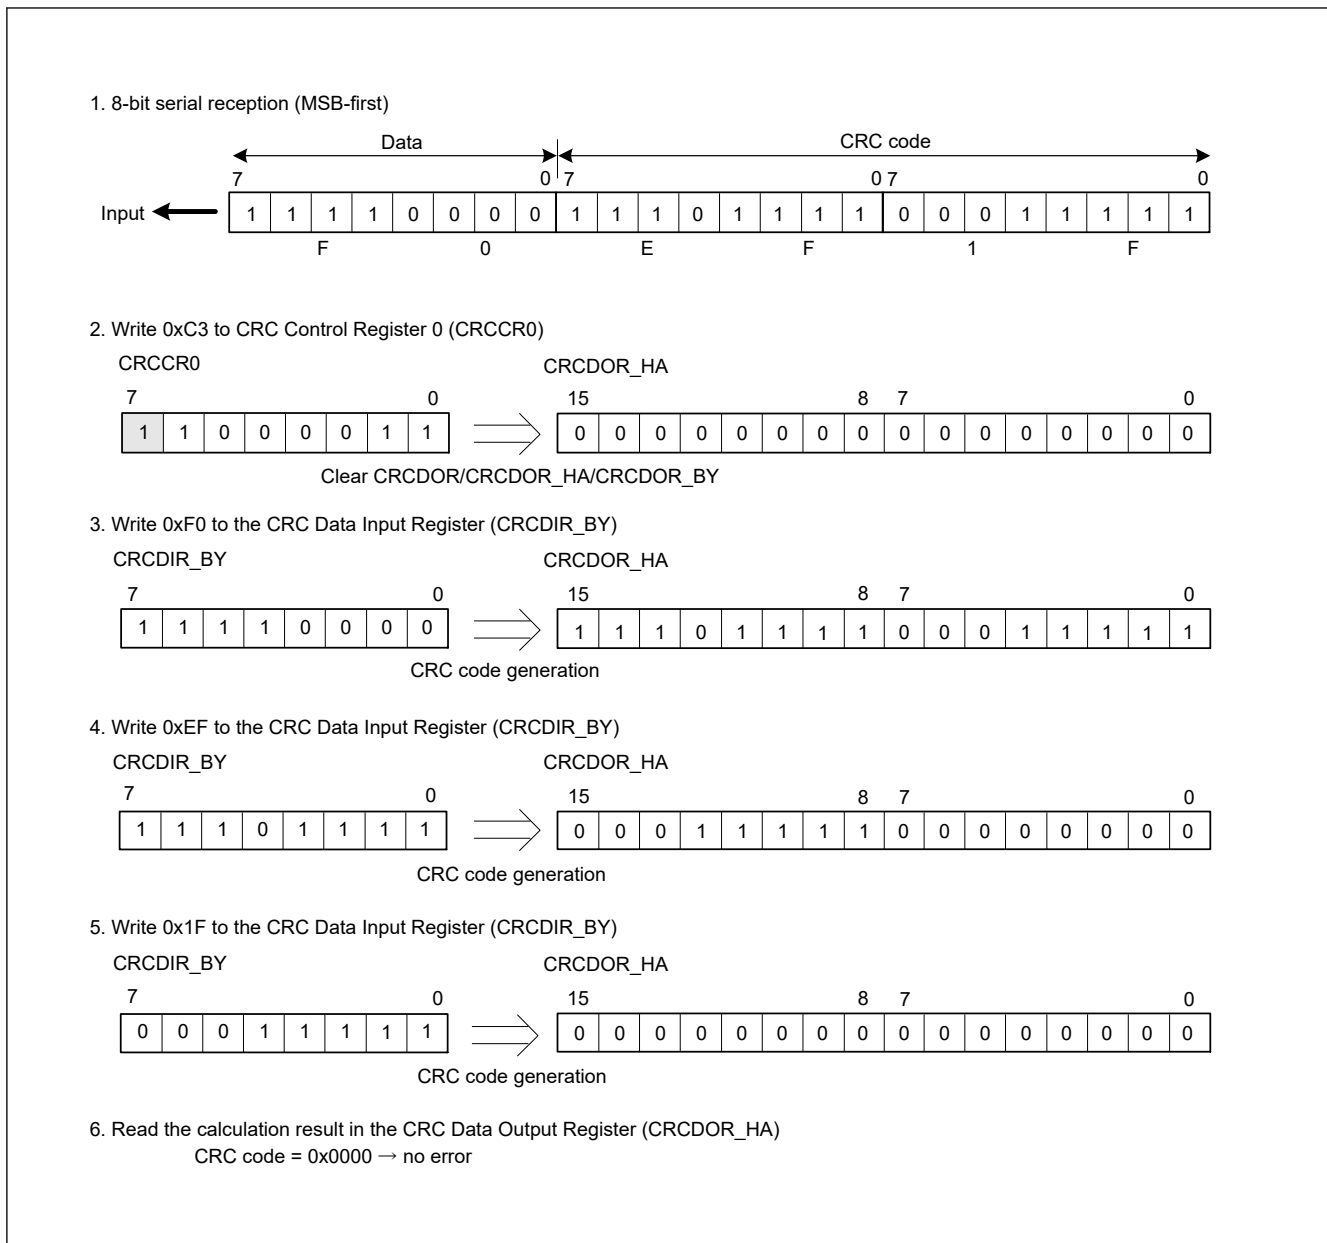 1. 8-bit serial reception (MSB-first)
Data CRC code
7 0 7 0 7 0
Input 1 1 1 1 0 0 0 0 1 1 1 0 1 1 1 1 0 0 0 1 1 1 1 1
F 0 E F 1 F
2. Write 0xC3 to CRC Control Register 0 (CRCCR0)
CRCCR0 CRCDOR_HA
7 0 15 8 7 0
1 1 0 0 0 0 1 1 0 0 0 0 0 0 0 0 0 0 0 0 0 0 0 0
Clear CRCDOR/CRCDOR_HA/CRCDOR_BY
3. Write 0xF0 to the CRC Data Input Register (CRCDIR_BY)
CRCDIR_BY CRCDOR_HA
7 0 15 8 7 0
1 1 1 1 0 0 0 0 1 1 1 0 1 1 1 1 0 0 0 1 1 1 1 1
CRC code generation
4. Write 0xEF to the CRC Data Input Register (CRCDIR_BY)
CRCDIR_BY CRCDOR_HA
7 0 15 8 7 0
1 1 1 0 1 1 1 1 0 0 0 1 1 1 1 1 0 0 0 0 0 0 0 0
CRC code generation
5. Write 0x1F to the CRC Data Input Register (CRCDIR_BY)
CRCDIR_BY CRCDOR_HA
7 0 15 8 7 0
0 0 0 1 1 1 1 1 0 0 0 0 0 0 0 0 0 0 0 0 0 0 0 0
CRC code generation
6. Read the calculation result in the CRC Data Output Register (CRCDOR_HA)
CRC code = 0x0000 → no error